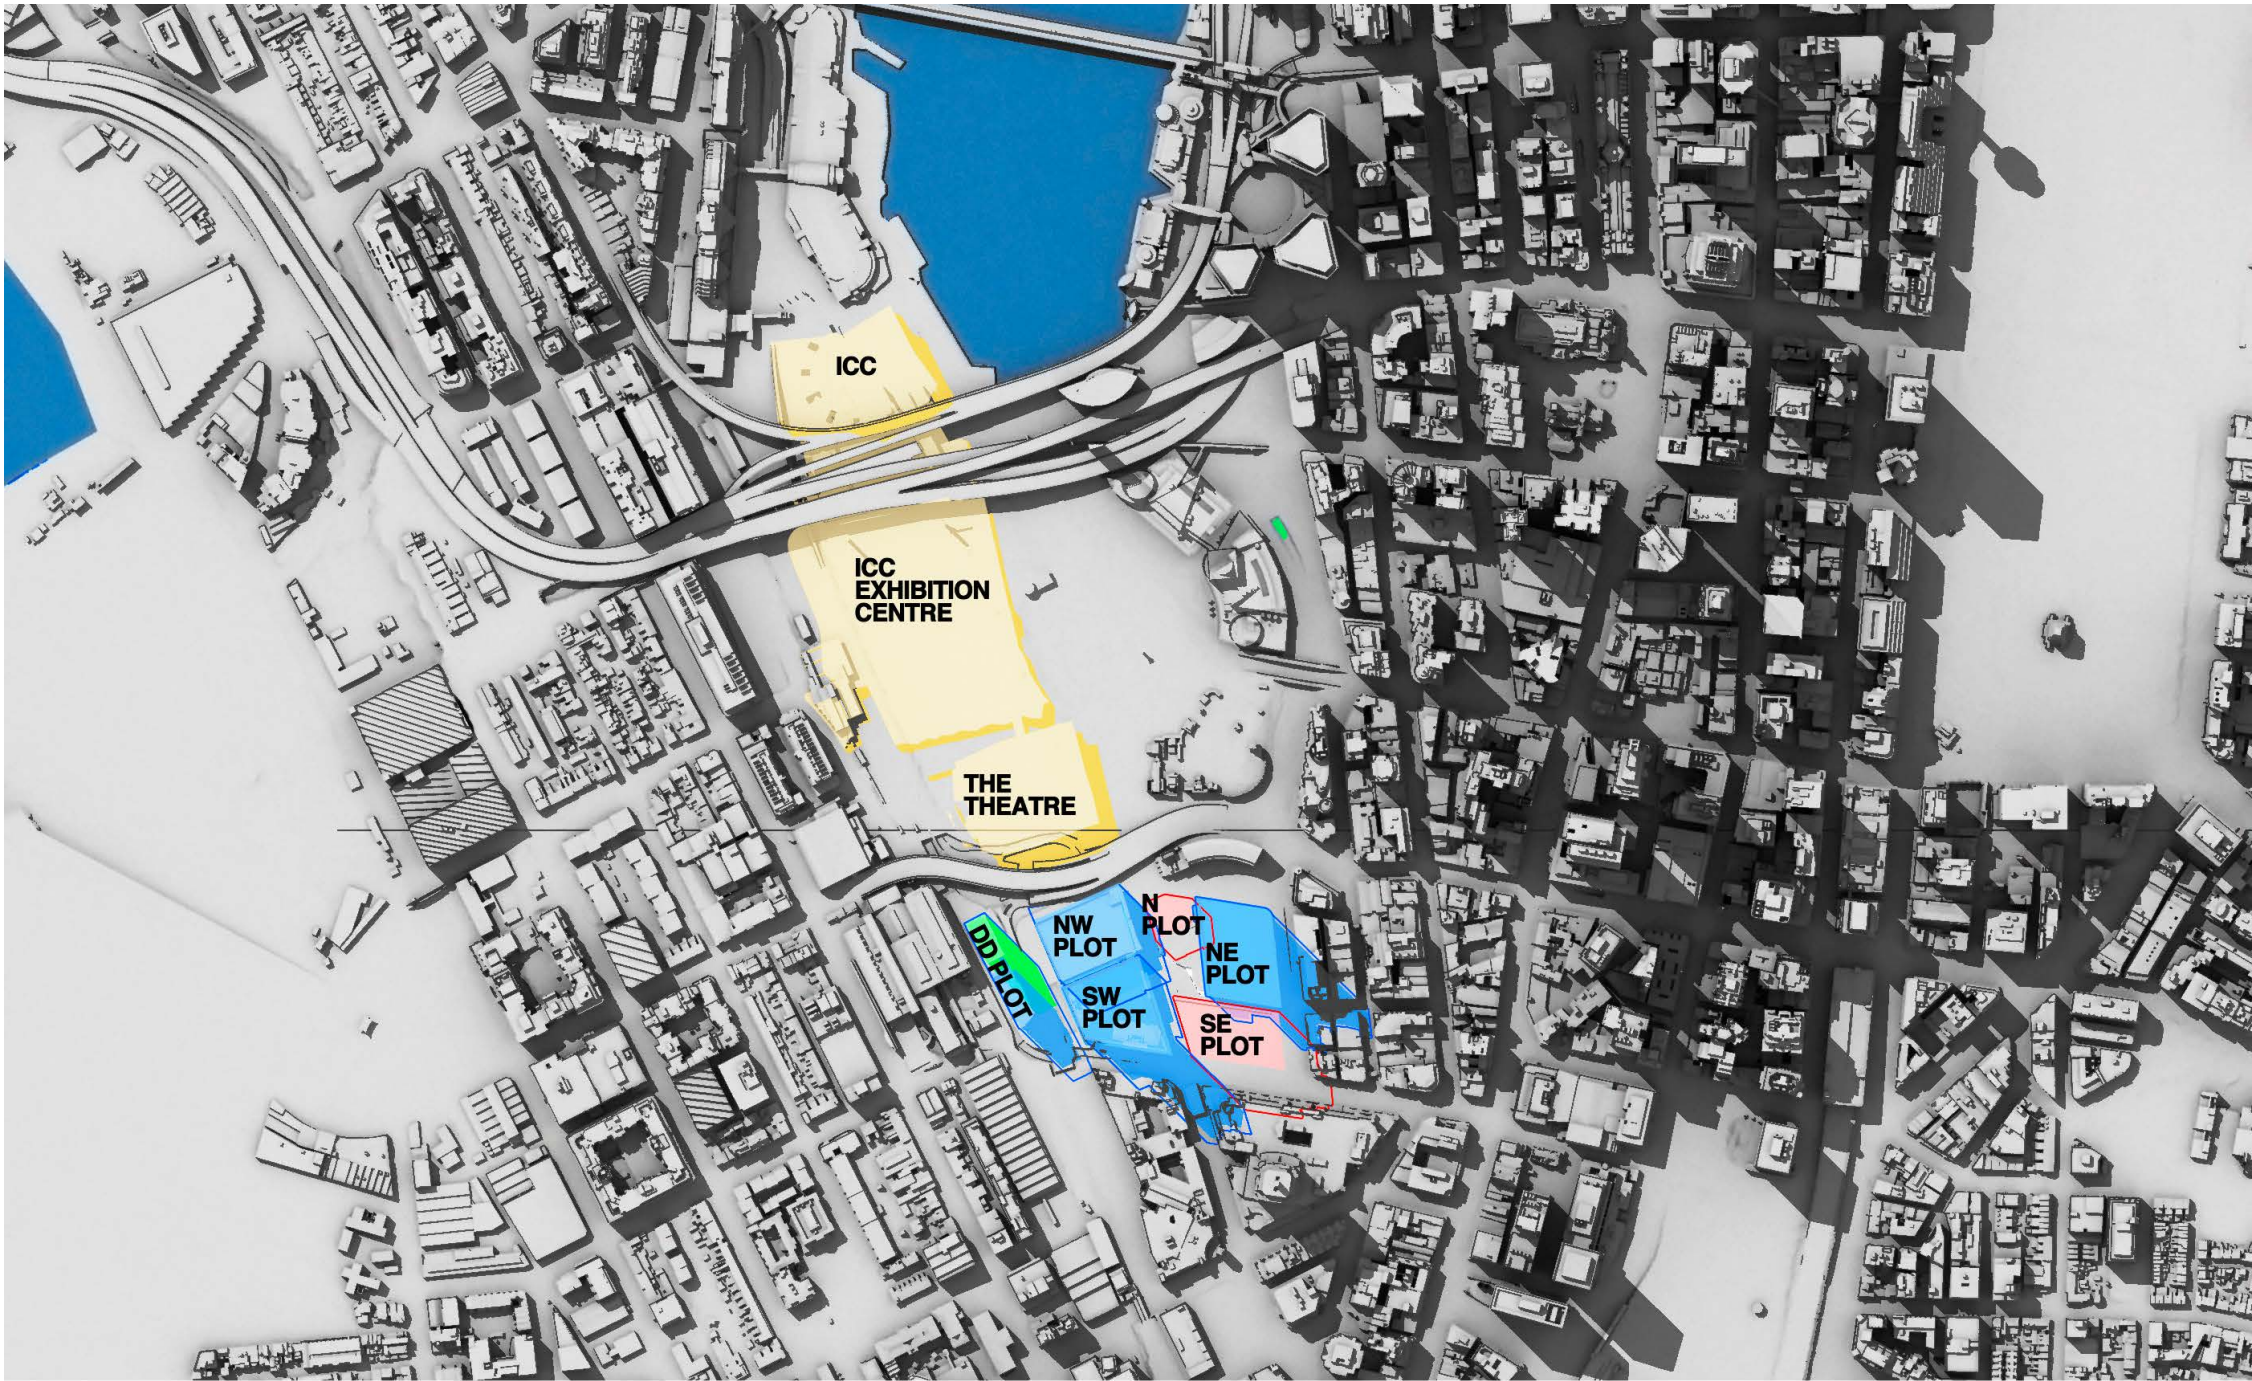 ICC
ICC
EXHIBITION
CENTRE
THE
THEATRE
N
PLOT
NW
PLOT
NE
PLOT
DD PLOT
SW
PLOT
SE
PLOT